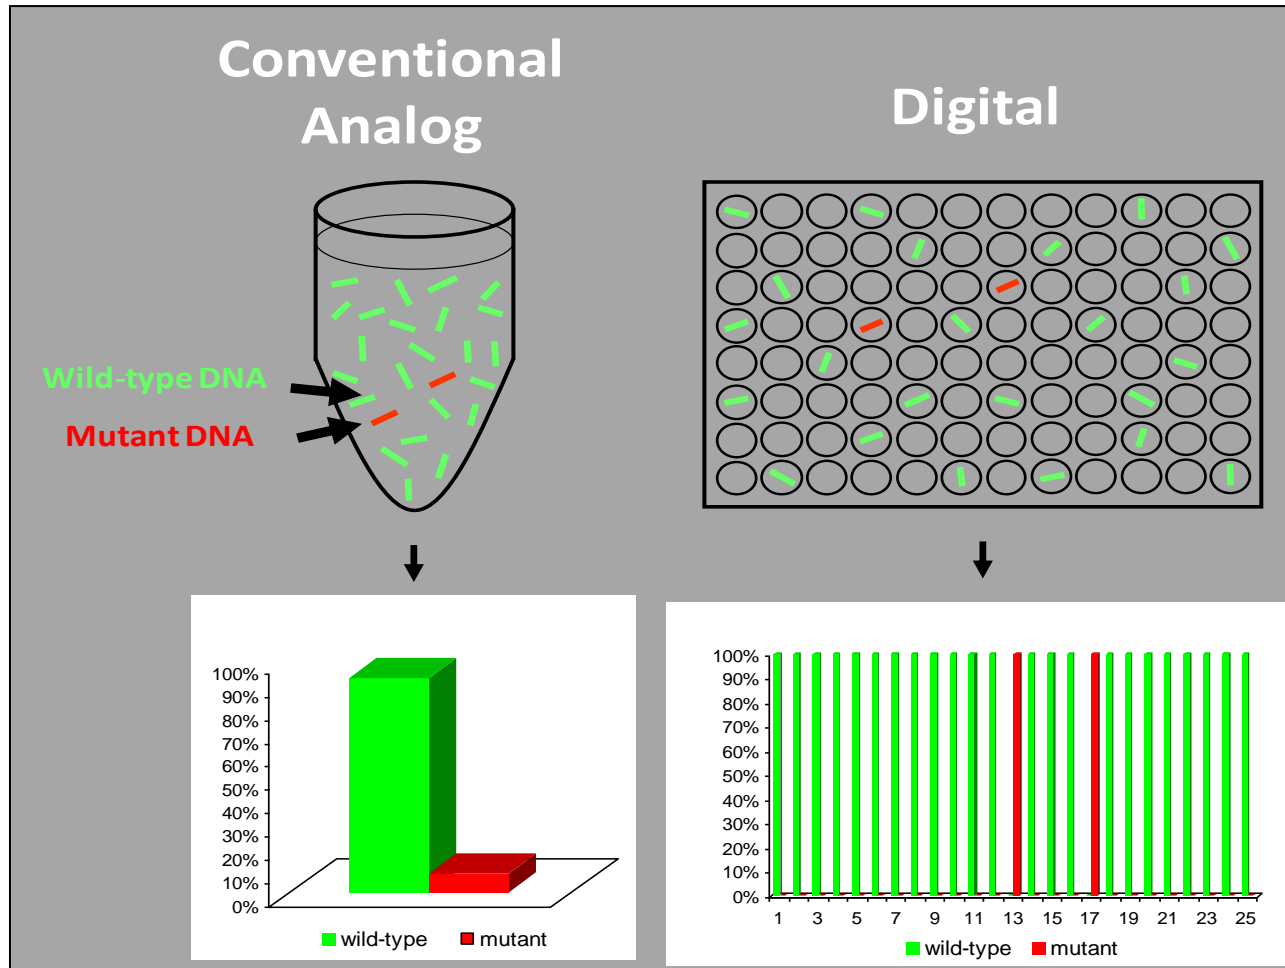 Conventional
Analog
Digital
Wild-type DNA
Mutant DNA
100%
90%
80%
70%
60%
50%
40%
30%
20%
10%
0%
wild-type mutant
100%
90%
80%
70%
60%
50%
40%
30%
20%
10%
0%
1 3 5 7 9 11 13 15 17 19 21 23 25
wild-type mutant